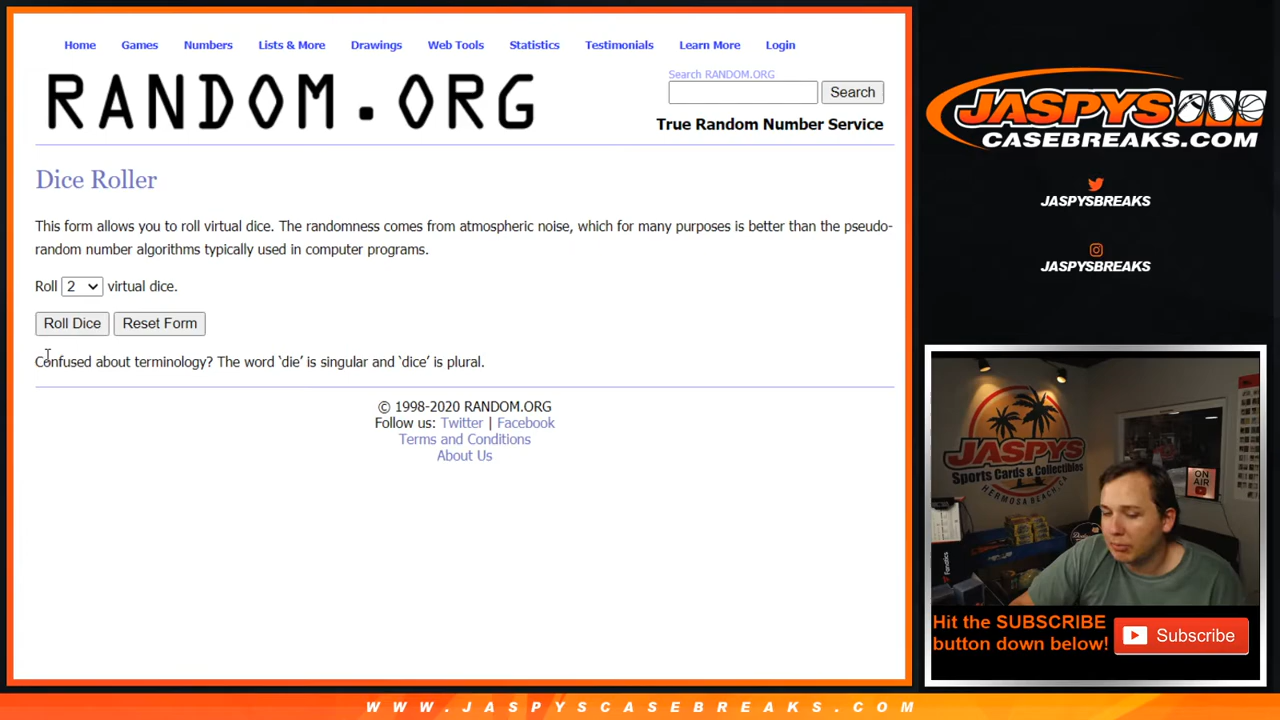 Home Games Numbers Lists & More Drawings Web Tools Statistics Testimonials Learn More Login
RANDOM.ORG
Search RANDOM.ORG
Search
True Random Number Service
Dice Roller
This form allows you to roll virtual dice. The randomness comes from atmospheric noise, which for many purposes is better than the pseudo-
random number algorithms typically used in computer programs.
Roll 2 virtual dice.
Roll Dice Reset Form
Confused about terminology? The word ‘die’ is singular and ‘dice’ is plural.
© 1998-2020 RANDOM.ORG
Follow us: Twitter | Facebook
Terms and Conditions
About Us
JASPYS
CASEBREAKS.COM
JASPYSBREAKS
JASPYSBREAKS
JASPYS
Sports Cards & Collectibles
HERMOSA BEACH, CA
ON
AIR
Fanatics
Hit the SUBSCRIBE
button down below!
Subscribe
WWW.JASPYSCASEBREAKS.COM